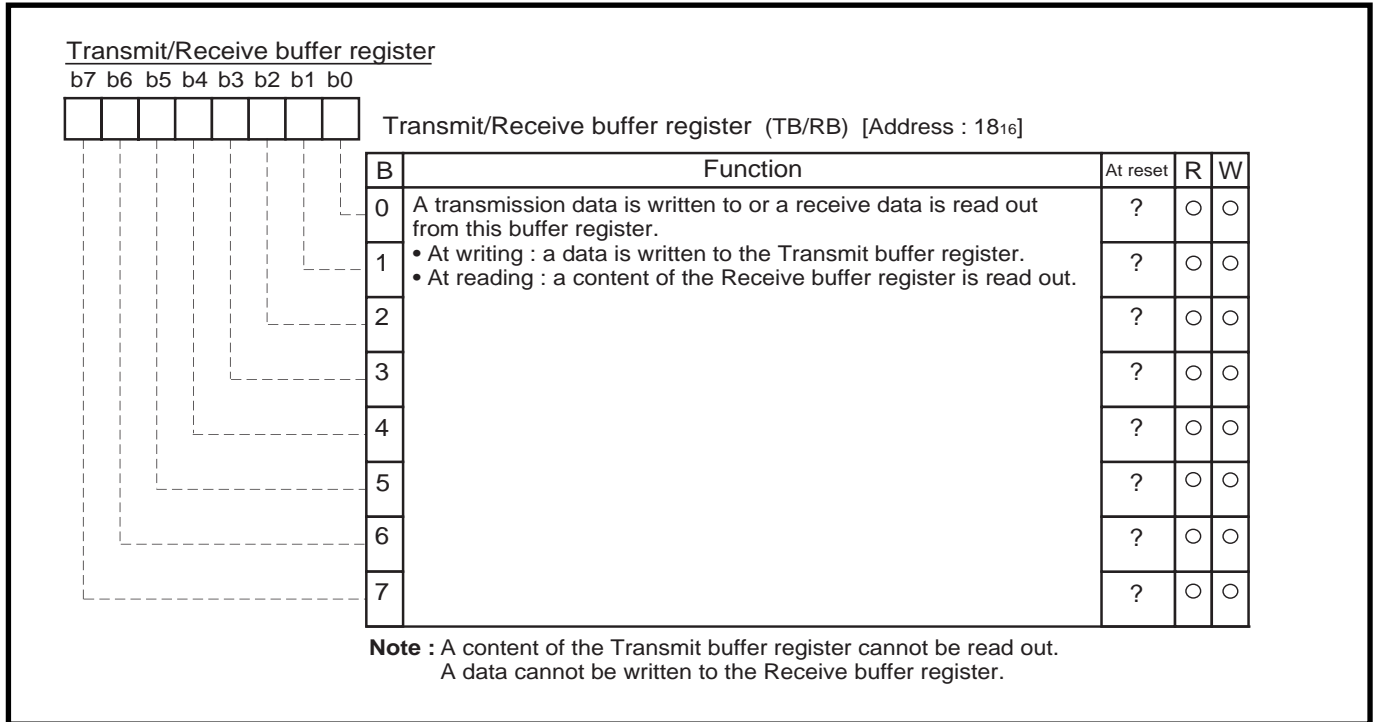 Transmit/Receive buffer register
b7 b6 b5 b4 b3 b2 b1 b0
Transmit/Receive buffer register (TB/RB) [Address : 18₁₆]
B Function At reset R W
0 A transmission data is written to or a receive data is read out ? ○ ○
from this buffer register.
• At writing : a data is written to the Transmit buffer register.
1 ? ○ ○
• At reading : a content of the Receive buffer register is read out.
2 ? ○ ○
3 ? ○ ○
4 ? ○ ○
5 ? ○ ○
6 ? ○ ○
7 ? ○ ○
Note : A content of the Transmit buffer register cannot be read out.
A data cannot be written to the Receive buffer register.